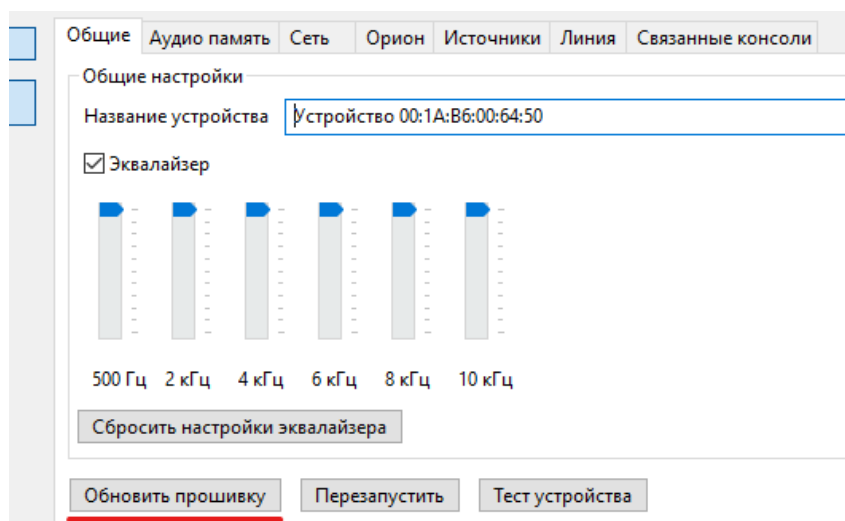 Общие Аудио память Сеть Орион Источники Линия Связанные консоли
Общие настройки
Название устройства Устройство 00:1A:B6:00:64:50
Эквалайзер
500 Гц 2 кГц 4 кГц 6 кГц 8 кГц 10 кГц
Сбросить настройки эквалайзера
Обновить прошивку Перезапустить Тест устройства